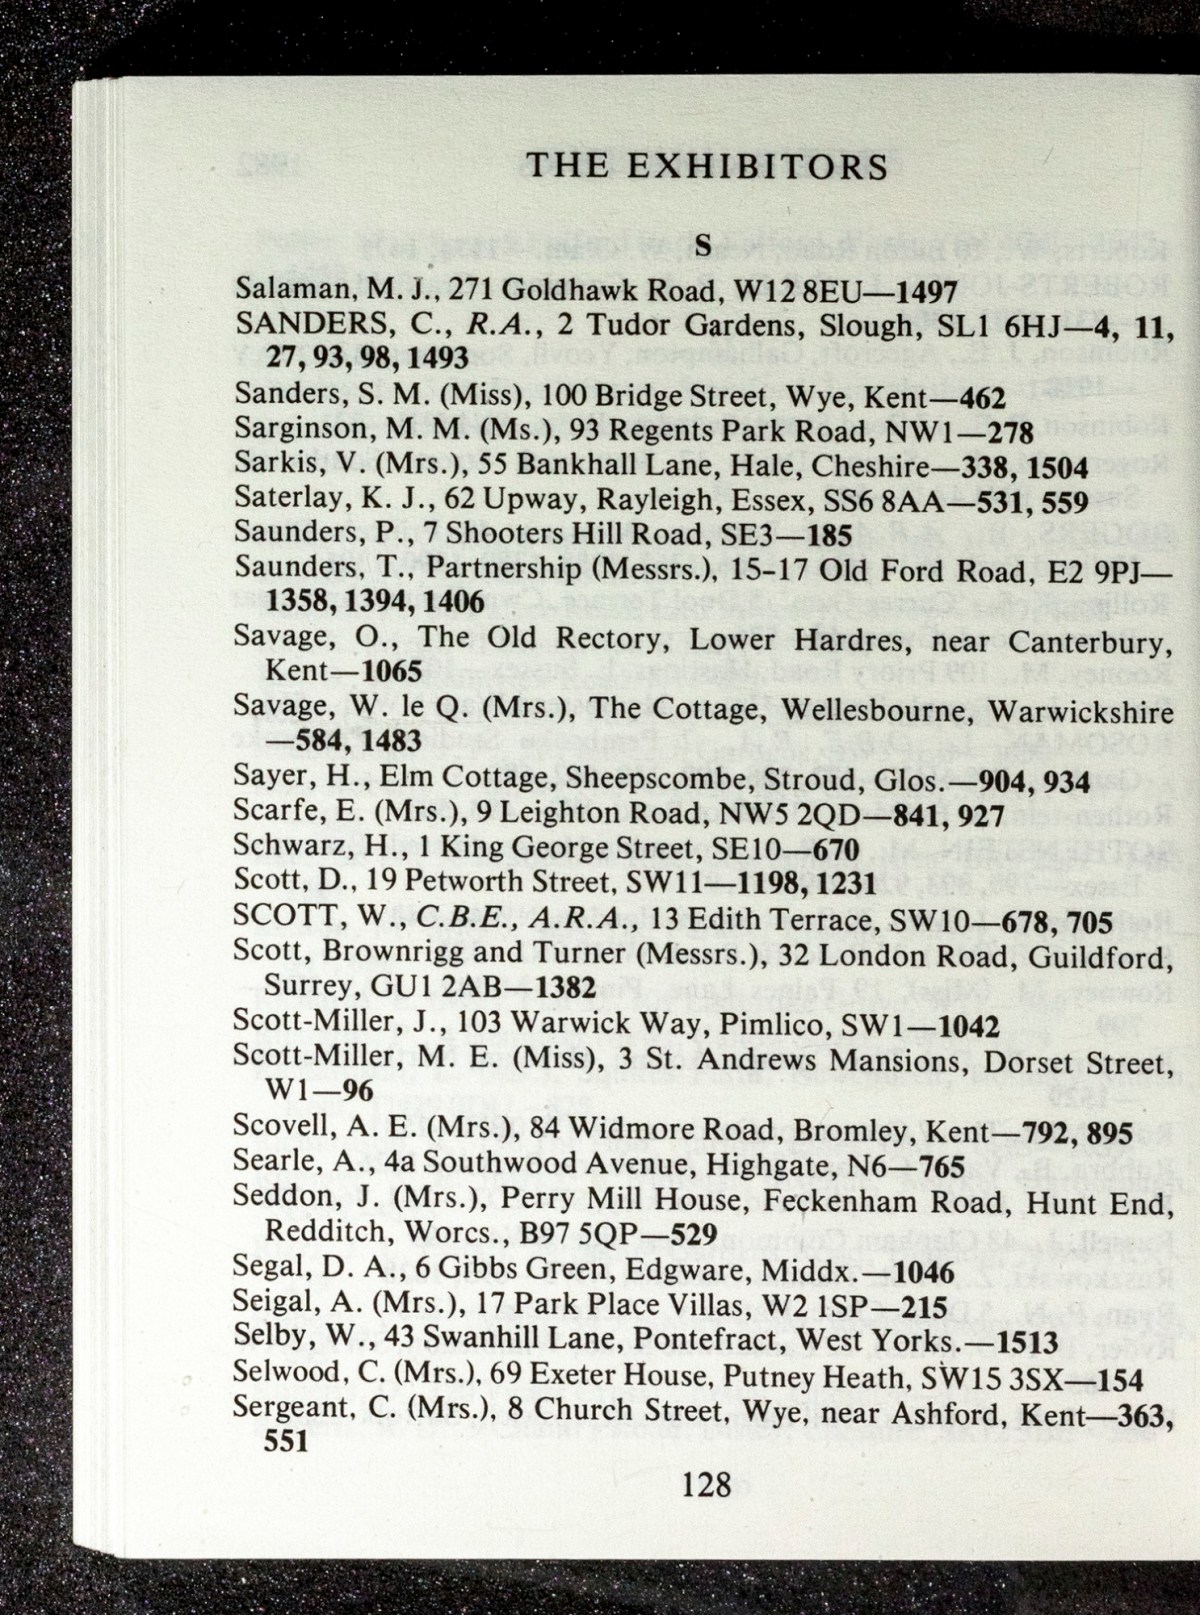 THE EXHIBITORS
S
Salaman, M. J., 271 Goldhawk Road, W12 8EU—1497
SANDERS, C., R.A., 2 Tudor Gardens, Slough, SL1 6HJ—4, 11,
27, 93, 98, 1493
Sanders, S. M. (Miss), 100 Bridge Street, Wye, Kent—462
Sarginson, M. M. (Ms.), 93 Regents Park Road, NW1—278
Sarkis, V. (Mrs.), 55 Bankhall Lane, Hale, Cheshire—338, 1504
Saterlay, K. J., 62 Upway, Rayleigh, Essex, SS6 8AA—531, 559
Saunders, P., 7 Shooters Hill Road, SE3—185
Saunders, T., Partnership (Messrs.), 15-17 Old Ford Road, E2 9PJ—
1358, 1394, 1406
Savage, O., The Old Rectory, Lower Hardres, near Canterbury,
Kent—1065
Savage, W. le Q. (Mrs.), The Cottage, Wellesbourne, Warwickshire
—584, 1483
Sayer, H., Elm Cottage, Sheepscombe, Stroud, Glos.—904, 934
Scarfe, E. (Mrs.), 9 Leighton Road, NW5 2QD—841, 927
Schwarz, H., 1 King George Street, SE10—670
Scott, D., 19 Petworth Street, SW11—1198, 1231
SCOTT, W., C.B.E., A.R.A., 13 Edith Terrace, SW10—678, 705
Scott, Brownrigg and Turner (Messrs.), 32 London Road, Guildford,
Surrey, GU1 2AB—1382
Scott-Miller, J., 103 Warwick Way, Pimlico, SW1—1042
Scott-Miller, M. E. (Miss), 3 St. Andrews Mansions, Dorset Street,
W1—96
Scovell, A. E. (Mrs.), 84 Widmore Road, Bromley, Kent—792, 895
Searle, A., 4a Southwood Avenue, Highgate, N6—765
Seddon, J. (Mrs.), Perry Mill House, Feckenham Road, Hunt End,
Redditch, Worcs., B97 5QP—529
Segal, D. A., 6 Gibbs Green, Edgware, Middx.—1046
Seigal, A. (Mrs.), 17 Park Place Villas, W2 1SP—215
Selby, W., 43 Swanhill Lane, Pontefract, West Yorks.—1513
Selwood, C. (Mrs.), 69 Exeter House, Putney Heath, SW15 3SX—154
Sergeant, C. (Mrs.), 8 Church Street, Wye, near Ashford, Kent—363,
551
128